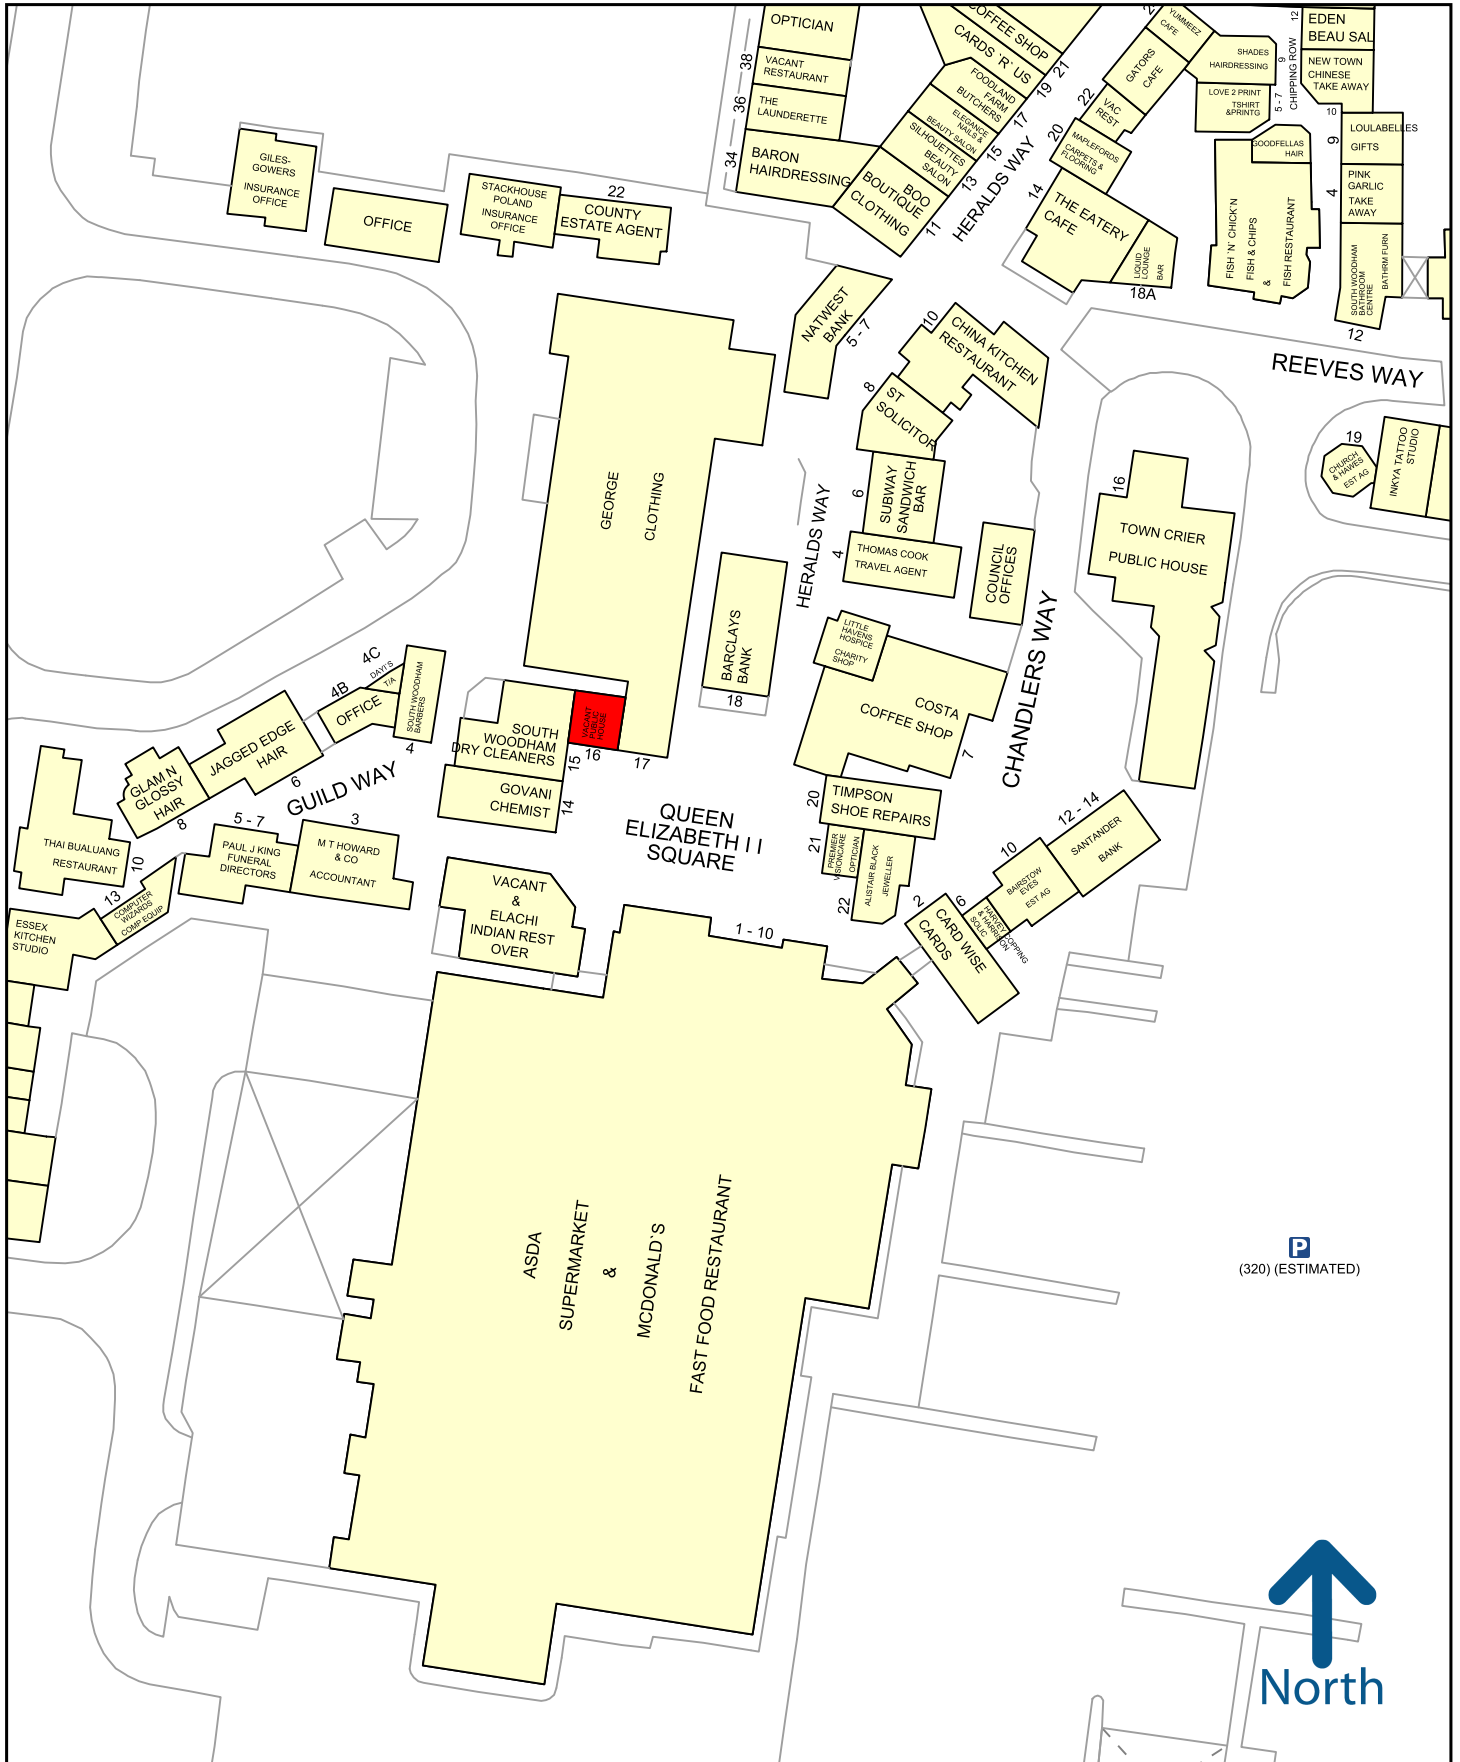 OPTICIAN
38
VACANT
RESTAURANT
36
THE
LAUNDERETTE
34
BARON
HAIRDRESSING
COFFEE SHOP
21
CARDS 'R' US
19
FOODLAND
FARM
BUTCHERS
17
ELEGANCE
NAILS &
BEAUTY SALON
15
SILHOUETTES
BEAUTY
SALON
13
BOO
BOUTIQUE
CLOTHING
11
HERALDS WAY
YUMMEEZ
CAFE
GATORS
CAFE
22
VAC
REST
20
MAPLEFORDS
CARPETS &
FLOORING
14
THE EATERY
CAFE
LIQUID
LOUNGE
BAR
18A
SHADES
HAIRDRESSING
9
CHIPPING ROW
LOVE 2 PRINT
TSHIRT
&PRINTG
5 - 7
GOODFELLAS
HAIR
FISH 'N' CHICK'N
FISH & CHIPS
&
FISH RESTAURANT
12
EDEN
BEAU SAL
NEW TOWN
CHINESE
TAKE AWAY
10
LOULABELLES
GIFTS
9
PINK
GARLIC
TAKE
AWAY
4
SOUTH WOODHAM
BATHROOM
CENTRE
BATHRM FURN
12
REEVES WAY
GILES-
GOWERS
INSURANCE
OFFICE
OFFICE
STACKHOUSE
POLAND
INSURANCE
OFFICE
22
COUNTY
ESTATE AGENT
NATWEST
BANK
5 - 7
10
CHINA KITCHEN
RESTAURANT
8
ST
SOLICITOR
6
SUBWAY
SANDWICH
BAR
4
THOMAS COOK
TRAVEL AGENT
COUNCIL
OFFICES
HERALDS WAY
GEORGE
CLOTHING
BARCLAYS
BANK
18
LITTLE
HAVENS
HOSPICE
CHARITY
SHOP
COSTA
COFFEE SHOP
7
CHANDLERS WAY
16
TOWN CRIER
PUBLIC HOUSE
19
CHURCH
& HAWES
EST AG
INKYA TATTOO
STUDIO
4C
DAYI'S
T/A
4B
OFFICE
SOUTH WOODHAM
BARBERS
4
JAGGED EDGE
HAIR
6
GLAM N
GLOSSY
HAIR
8
GUILD WAY
SOUTH
WOODHAM
DRY CLEANERS
15
VACANT
PUBLIC
HOUSE
16
17
GOVANI
CHEMIST
14
QUEEN
ELIZABETH I I
SQUARE
20
TIMPSON
SHOE REPAIRS
21
PREMIER
VISIONCARE
OPTICIAN
22
ALISTAIR BLACK
JEWELLER
THAI BUALUANG
RESTAURANT
10
5 - 7
PAUL J KING
FUNERAL
DIRECTORS
3
M T HOWARD
& CO
ACCOUNTANT
13
COMPUTER
WIZARDS
COMP EQUIP
ESSEX
KITCHEN
STUDIO
VACANT
&
ELACHI
INDIAN REST
OVER
1 - 10
2
CARD WISE
CARDS
6
HARVEY COPPING
& HARRISON
SOLIC
10
BAIRSTOW
EVES
EST AG
12 - 14
SANTANDER
BANK
ASDA
SUPERMARKET
&
MCDONALD'S
FAST FOOD RESTAURANT
P
(320) (ESTIMATED)
North